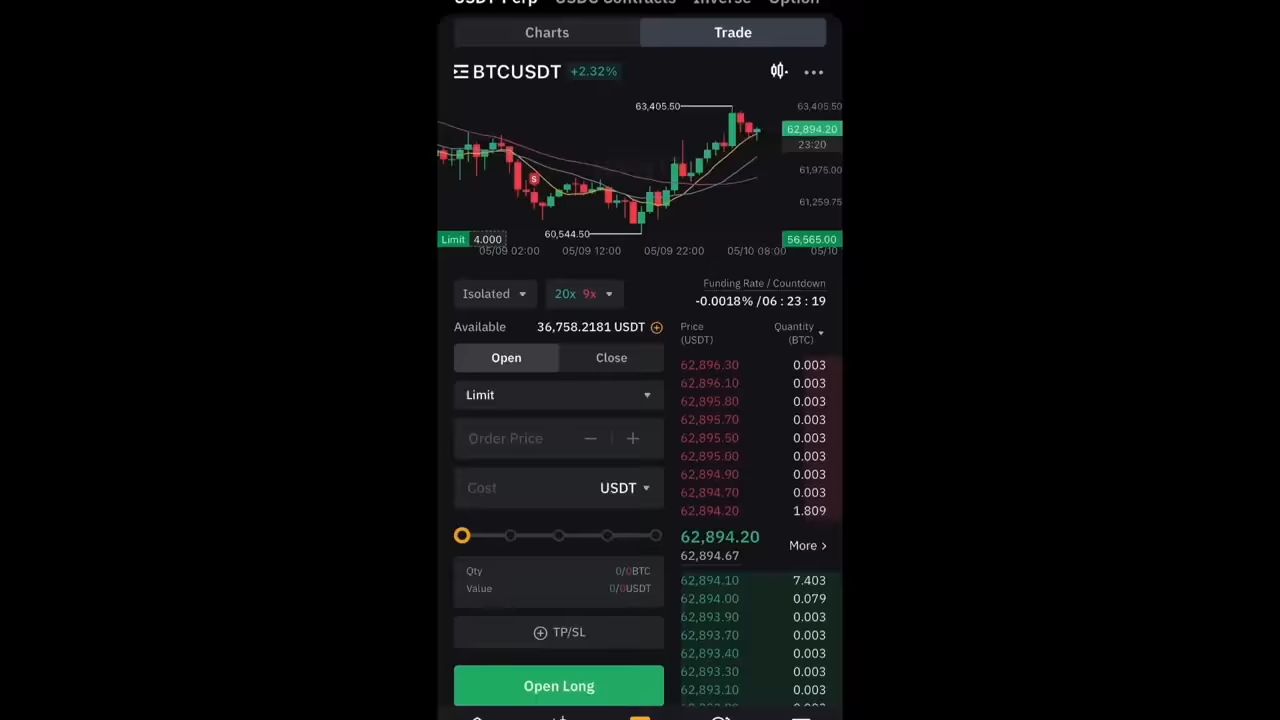 USDT Perp USDC Contracts Inverse Option
Charts Trade
BTCUSDT +2.32%
63,405.50 63,405.50
62,894.20
23:20
61,975.00
S
61,259.75
60,544.50
Limit 4.000 56,565.00
05/09 02:00 05/09 12:00 05/09 22:00 05/10 08:00 05/10
Isolated 20x 9x
Funding Rate / Countdown
-0.0018% /06 : 23 : 19
Available 36,758.2181 USDT
Price (USDT) Quantity (BTC)
Open Close
Limit
Order Price
Cost USDT
Qty 0/0BTC
Value 0/0USDT
TP/SL
Open Long
62,896.30 0.003
62,896.10 0.003
62,895.80 0.003
62,895.70 0.003
62,895.50 0.003
62,895.00 0.003
62,894.90 0.003
62,894.70 0.003
62,894.20 1.809
62,894.20
62,894.67
More >
62,894.10 7.403
62,894.00 0.079
62,893.90 0.003
62,893.70 0.003
62,893.40 0.003
62,893.30 0.003
62,893.10 0.003